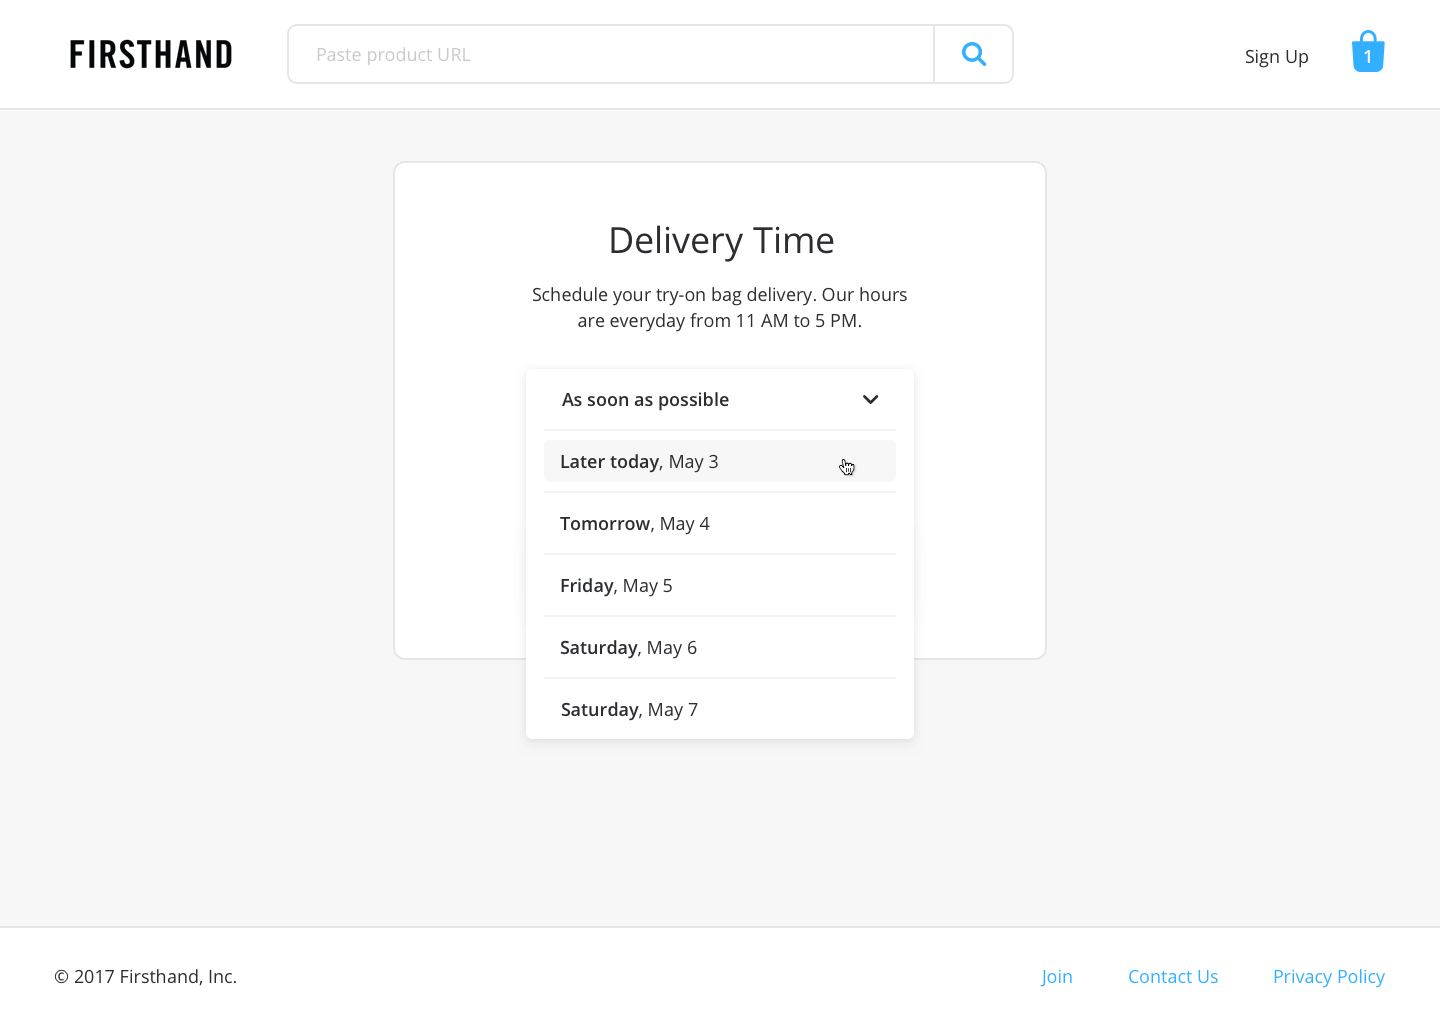 FIRSTHAND
Paste product URL
Sign Up
1
Delivery Time
Schedule your try-on bag delivery. Our hours
are everyday from 11 AM to 5 PM.
As soon as possible
Later today, May 3
Tomorrow, May 4
Friday, May 5
Saturday, May 6
Saturday, May 7
© 2017 Firsthand, Inc.
Join
Contact Us
Privacy Policy